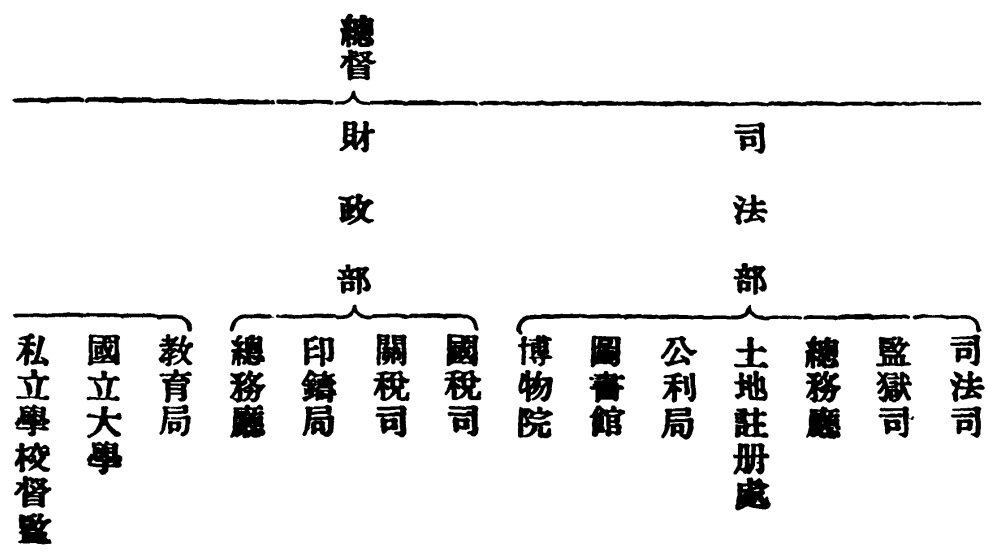 總督
司法部
司法司
監獄司
總務廳
土地註册處
公利局
圖書館
博物院
財政部
國稅司
關稅司
印鑄局
總務廳
教育局
國立大學
私立學校督監